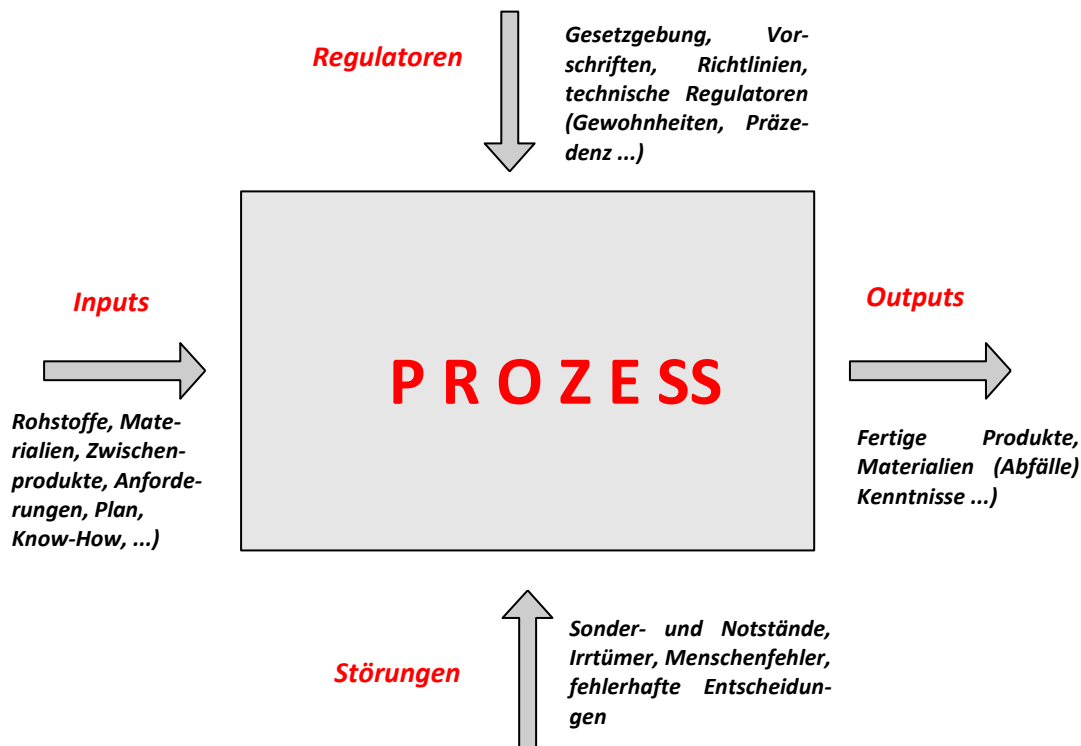 Regulatoren
Gesetzgebung, Vor-
schriften, Richtlinien,
technische Regulatoren
(Gewohnheiten, Präze-
denz ...)
Inputs
Rohstoffe, Mate-
rialien, Zwischen-
produkte, Anforde-
rungen, Plan,
Know-How, ...)
P R O Z E SS
Outputs
Fertige Produkte,
Materialien (Abfälle)
Kenntnisse ...)
Störungen
Sonder- und Notstände,
Irrtümer, Menschenfehler,
fehlerhafte Entscheidun-
gen